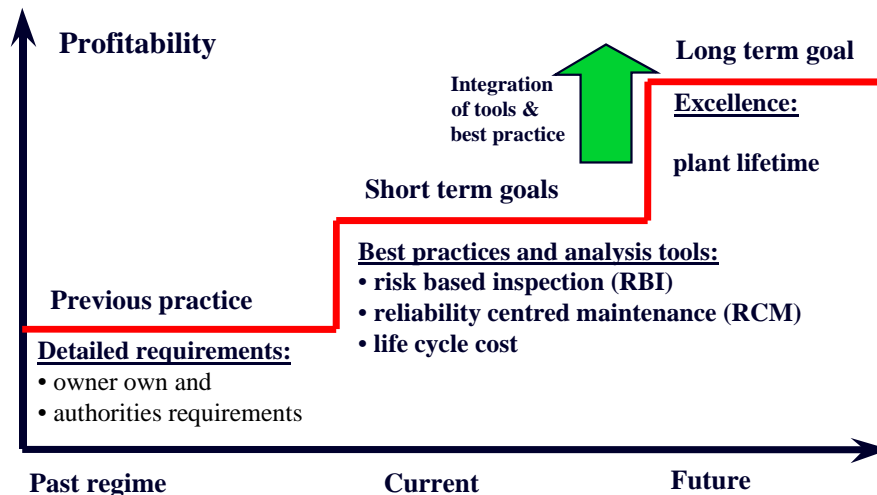 Profitability
Long term goal
Integration
of tools &
best practice
Excellence:
plant lifetime
Short term goals
Best practices and analysis tools:
• risk based inspection (RBI)
• reliability centred maintenance (RCM)
• life cycle cost
Previous practice
Detailed requirements:
• owner own and
• authorities requirements
Past regime
Current
Future